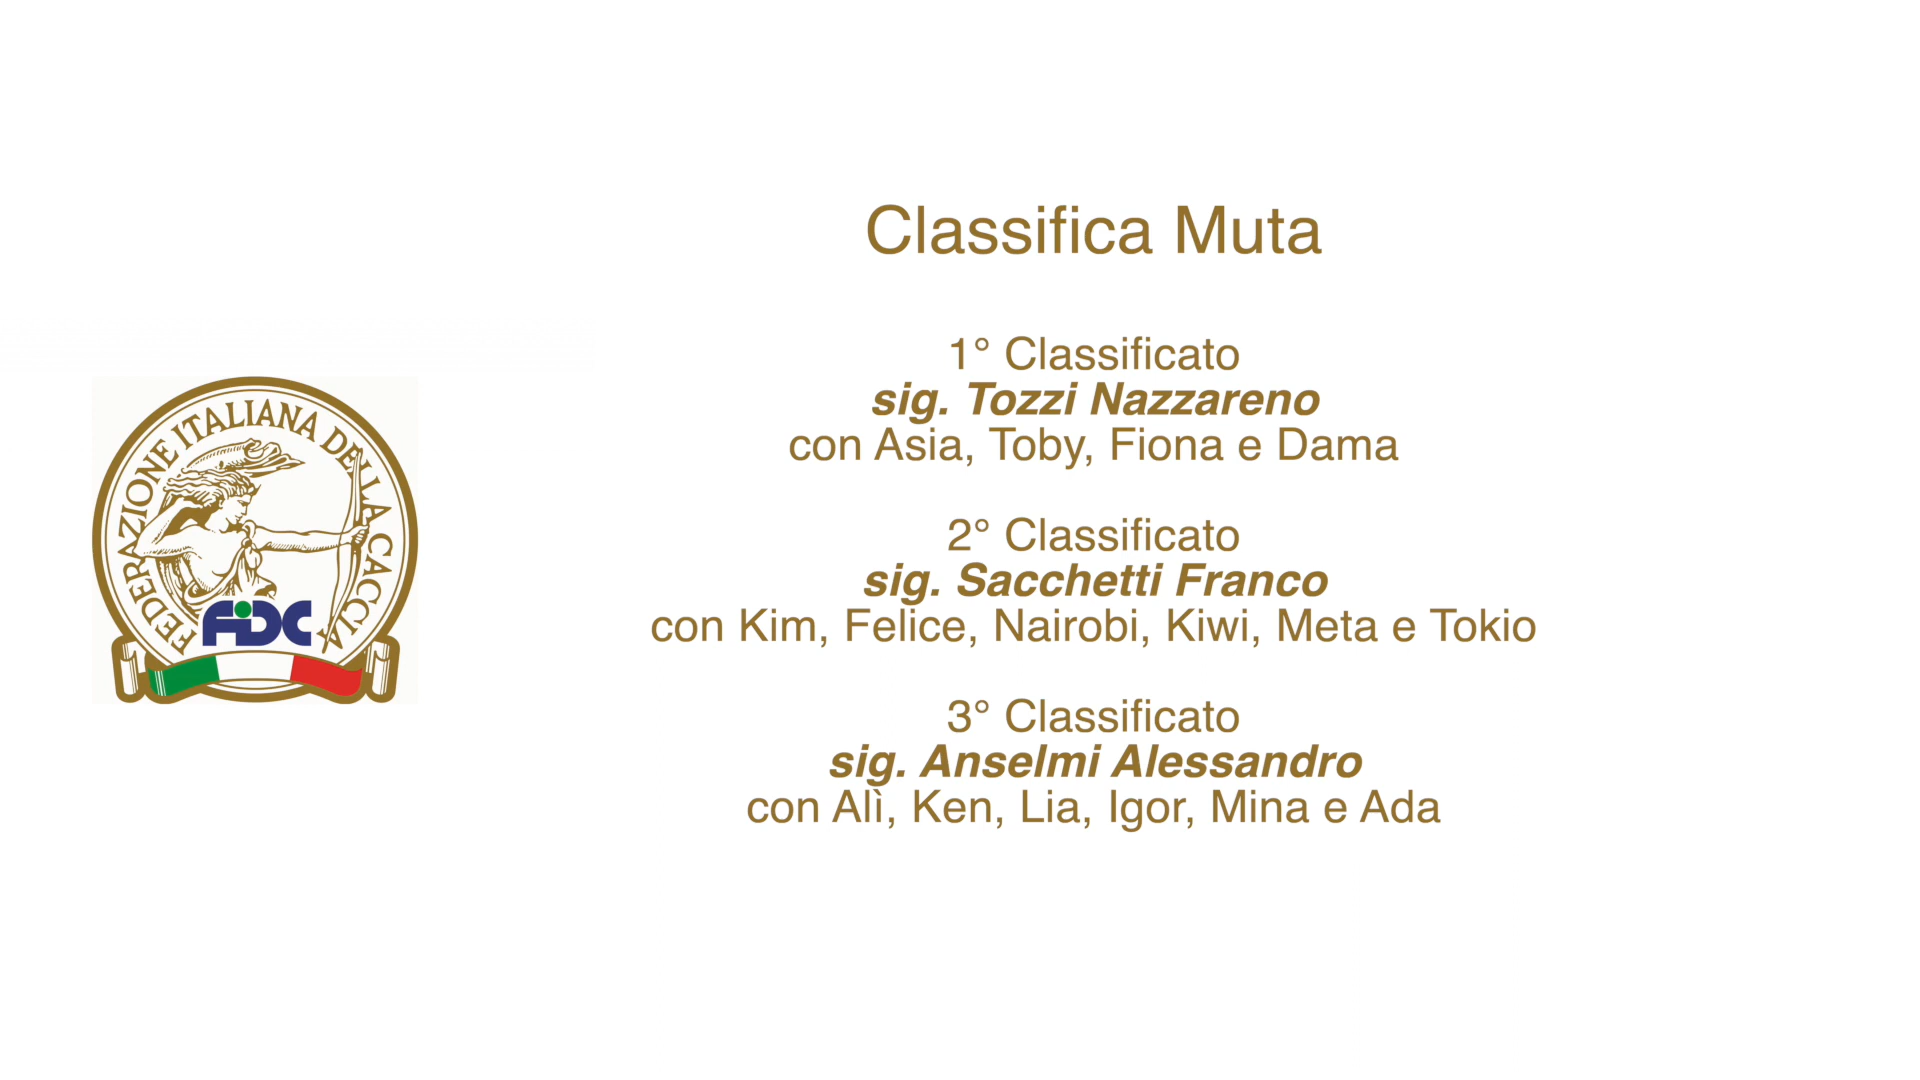 FEDERAZIONE ITALIANA DELLA CACCIA
FIDC
Classifica Muta
1° Classificato
sig. Tozzi Nazzareno
con Asia, Toby, Fiona e Dama
2° Classificato
sig. Sacchetti Franco
con Kim, Felice, Nairobi, Kiwi, Meta e Tokio
3° Classificato
sig. Anselmi Alessandro
con Alì, Ken, Lia, Igor, Mina e Ada